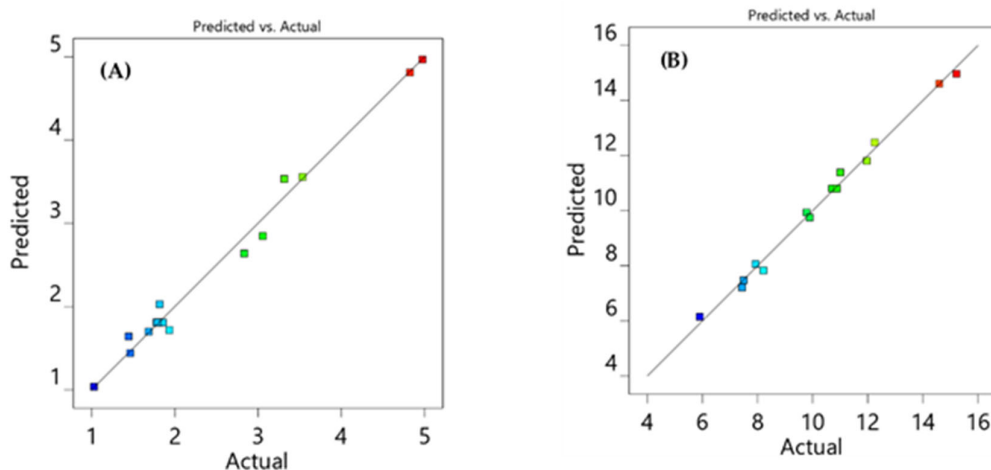 Predicted vs. Actual
(A)
Predicted
5
4
3
2
1
1 2 3 4 5
Actual
Predicted vs. Actual
(B)
Predicted
16
14
12
10
8
6
4
4 6 8 10 12 14 16
Actual